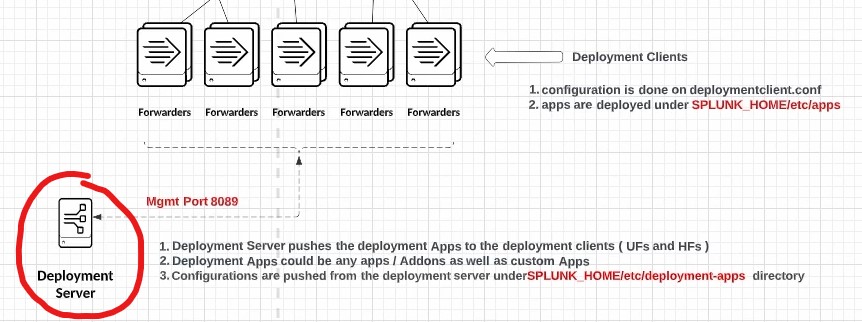 Deployment Clients
1. configuration is done on deploymentclient.conf
2. apps are deployed under SPLUNK_HOME/etc/apps
Forwarders Forwarders Forwarders Forwarders Forwarders
Mgmt Port 8089
Deployment
Server
1. Deployment Server pushes the deployment Apps to the deployment clients ( UFs and HFs )
2. Deployment Apps could be any apps / Addons as well as custom Apps
3. Configurations are pushed from the deployment server underSPLUNK_HOME/etc/deployment-apps directory